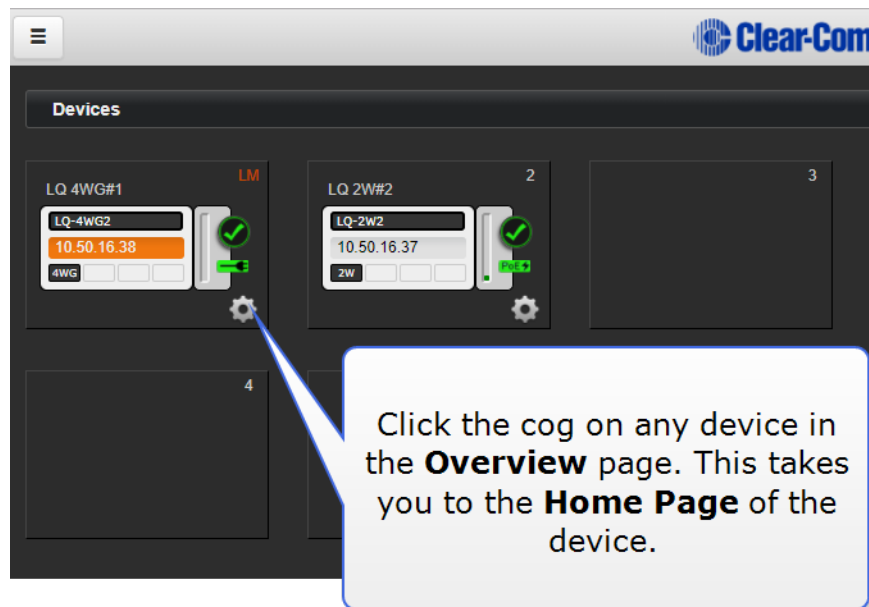 ≡
Clear-Com
Devices
LM
LQ 4WG#1
LQ-4WG2
10.50.16.38
4WG
2
LQ 2W#2
LQ-2W2
10.50.16.37
2W
PoE
3
4
Click the cog on any device in
the Overview page. This takes
you to the Home Page of the
device.